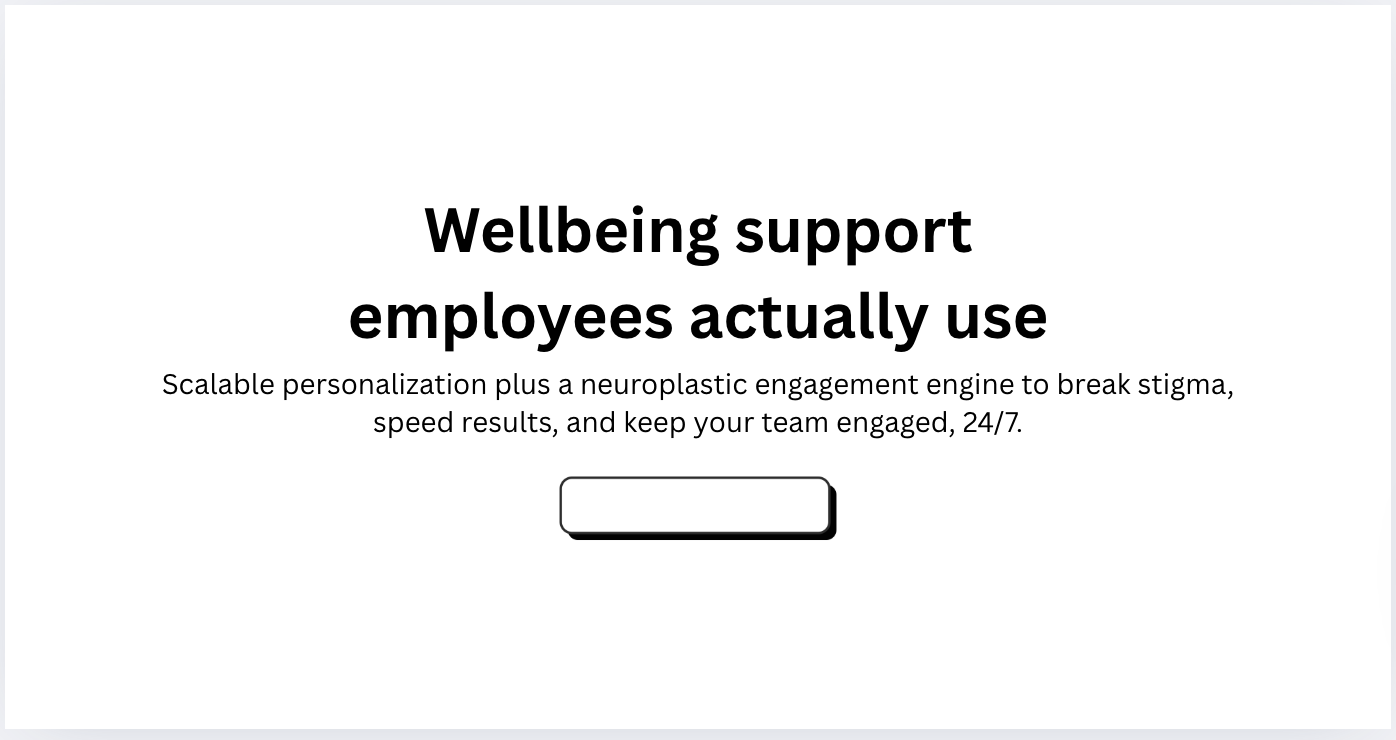 Wellbeing support
employees actually use
Scalable personalization plus a neuroplastic engagement engine to break stigma,
speed results, and keep your team engaged, 24/7.